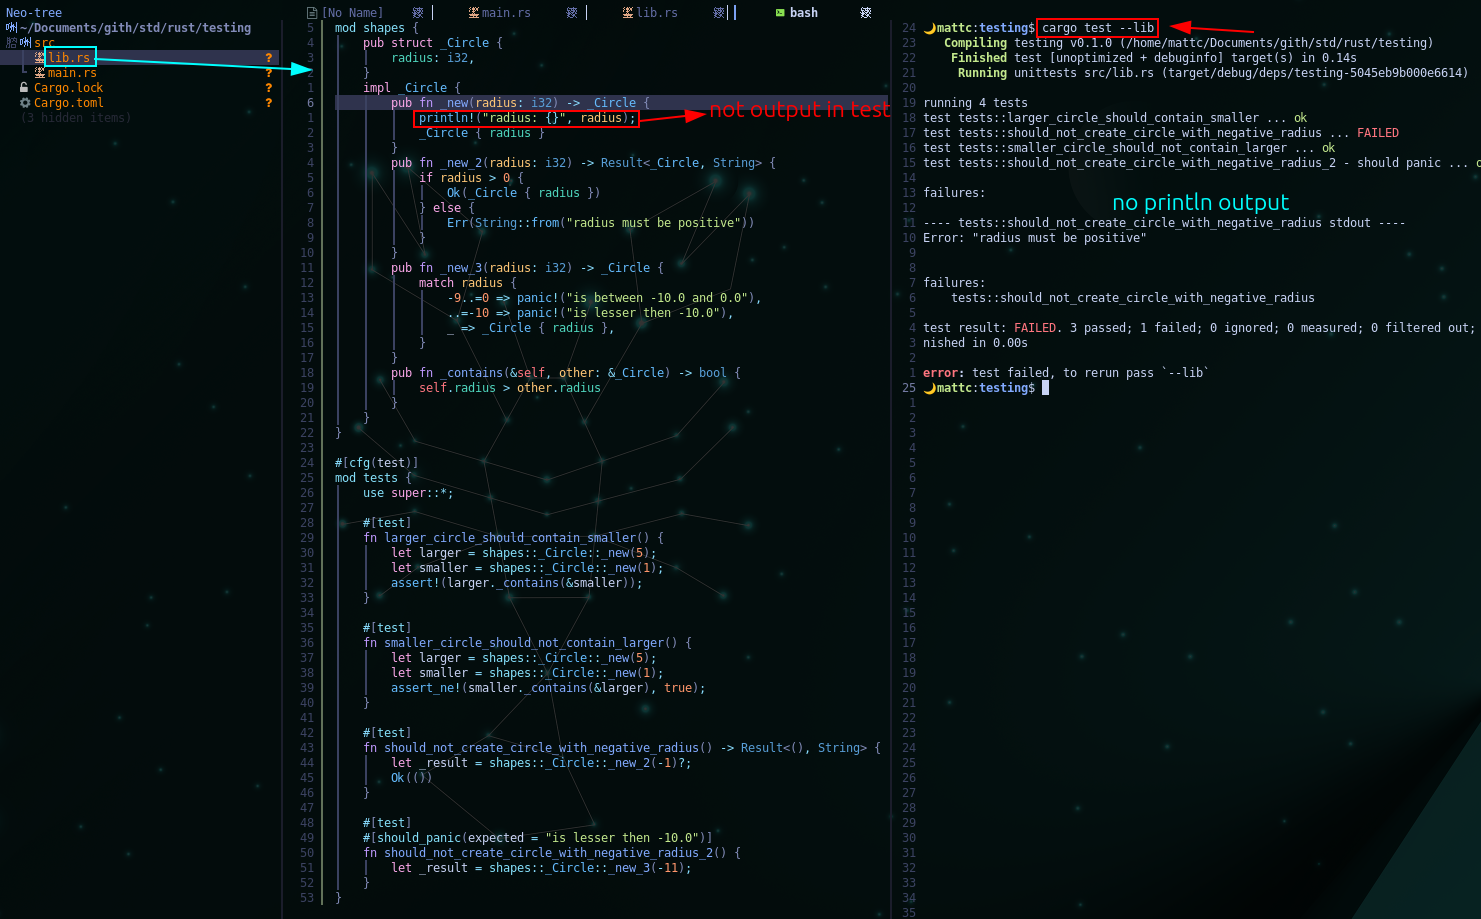 Neo-tree
~/Documents/gith/std/rust/testing
src
lib.rs ?
main.rs ?
Cargo.lock ?
Cargo.toml ?
(3 hidden items)
[No Name] main.rs lib.rs bash
5 mod shapes {
4 pub struct _Circle {
3 radius: i32,
2 }
1 impl _Circle {
6 pub fn _new(radius: i32) -> _Circle {
1 println!("radius: {}", radius);
2 _Circle { radius }
3 }
4 pub fn _new_2(radius: i32) -> Result<_Circle, String> {
5 if radius > 0 {
6 Ok(_Circle { radius })
7 } else {
8 Err(String::from("radius must be positive"))
9 }
10 }
11 pub fn _new_3(radius: i32) -> _Circle {
12 match radius {
13 -9..=0 => panic!("is between -10.0 and 0.0"),
14 ..=-10 => panic!("is lesser then -10.0"),
15 _ => _Circle { radius },
16 }
17 }
18 pub fn _contains(&self, other: &_Circle) -> bool {
19 self.radius > other.radius
20 }
21 }
22 }
23
24 #[cfg(test)]
25 mod tests {
26 use super::*;
27
28 #[test]
29 fn larger_circle_should_contain_smaller() {
30 let larger = shapes::_Circle::_new(5);
31 let smaller = shapes::_Circle::_new(1);
32 assert!(larger._contains(&smaller));
33 }
34
35 #[test]
36 fn smaller_circle_should_not_contain_larger() {
37 let larger = shapes::_Circle::_new(5);
38 let smaller = shapes::_Circle::_new(1);
39 assert_ne!(smaller._contains(&larger), true);
40 }
41
42 #[test]
43 fn should_not_create_circle_with_negative_radius() -> Result<(), String> {
44 let _result = shapes::_Circle::_new_2(-1)?;
45 Ok(())
46 }
47
48 #[test]
49 #[should_panic(expected = "is lesser then -10.0")]
50 fn should_not_create_circle_with_negative_radius_2() {
51 let _result = shapes::_Circle::_new_3(-11);
52 }
53 }
not output in test
24 mattc:testing$ cargo test --lib
23 Compiling testing v0.1.0 (/home/mattc/Documents/gith/std/rust/testing)
22 Finished test [unoptimized + debuginfo] target(s) in 0.14s
21 Running unittests src/lib.rs (target/debug/deps/testing-5045eb9b000e6614)
20
19 running 4 tests
18 test tests::larger_circle_should_contain_smaller ... ok
17 test tests::should_not_create_circle_with_negative_radius ... FAILED
16 test tests::smaller_circle_should_not_contain_larger ... ok
15 test tests::should_not_create_circle_with_negative_radius_2 - should panic ... o
14
13 failures:
12
no println output
11 ---- tests::should_not_create_circle_with_negative_radius stdout ----
10 Error: "radius must be positive"
9
8
7 failures:
6 tests::should_not_create_circle_with_negative_radius
5
4 test result: FAILED. 3 passed; 1 failed; 0 ignored; 0 measured; 0 filtered out;
3 nished in 0.00s
2
1 error: test failed, to rerun pass `--lib`
25 mattc:testing$
1
2
3
4
5
6
7
8
9
10
11
12
13
14
15
16
17
18
19
20
21
22
23
24
25
26
27
28
29
30
31
32
33
34
35